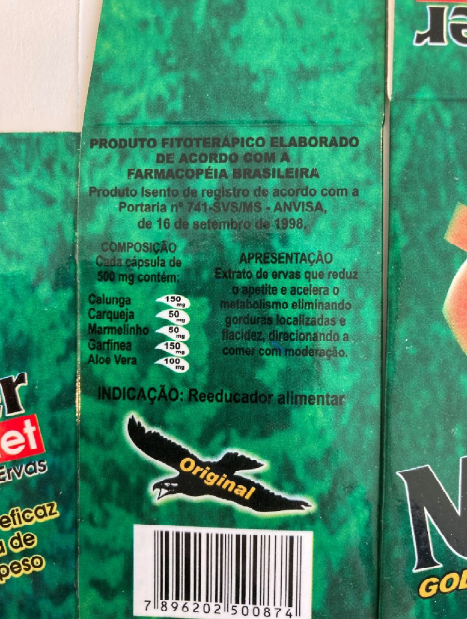 PRODUTO FITOTERÁPICO ELABORADO
DE ACORDO COM A
FARMACOPÉIA BRASILEIRA
Produto Isento de registro de acordo com a
Portaria nº 741-SVS/MS - ANVISA,
de 16 de setembro de 1998.
COMPOSIÇÃO
Cada cápsula de
500 mg contém:
Calunga 150 mg
Carqueja 50 mg
Marmelinho 50 mg
Garfinea 150 mg
Aloe Vera 100 mg
APRESENTAÇÃO
Extrato de ervas que reduz
o apetite e acelera o
metabolismo eliminando
gorduras localizadas e
flacidez, direcionando a
comer com moderação.
INDICAÇÃO: Reeducador alimentar
Original
7 896202 500874
er
et
Ervas
eficaz
a de
peso
er
N
GOL